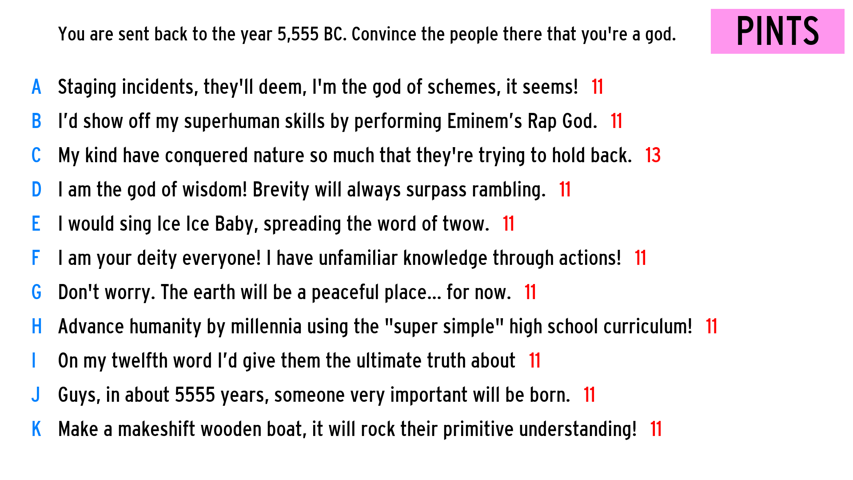 You are sent back to the year 5,555 BC. Convince the people there that you're a god.
PINTS
A Staging incidents, they'll deem, I'm the god of schemes, it seems! 11
B I’d show off my superhuman skills by performing Eminem’s Rap God. 11
C My kind have conquered nature so much that they're trying to hold back. 13
D I am the god of wisdom! Brevity will always surpass rambling. 11
E I would sing Ice Ice Baby, spreading the word of twow. 11
F I am your deity everyone! I have unfamiliar knowledge through actions! 11
G Don't worry. The earth will be a peaceful place... for now. 11
H Advance humanity by millennia using the "super simple" high school curriculum! 11
I On my twelfth word I’d give them the ultimate truth about 11
J Guys, in about 5555 years, someone very important will be born. 11
K Make a makeshift wooden boat, it will rock their primitive understanding! 11